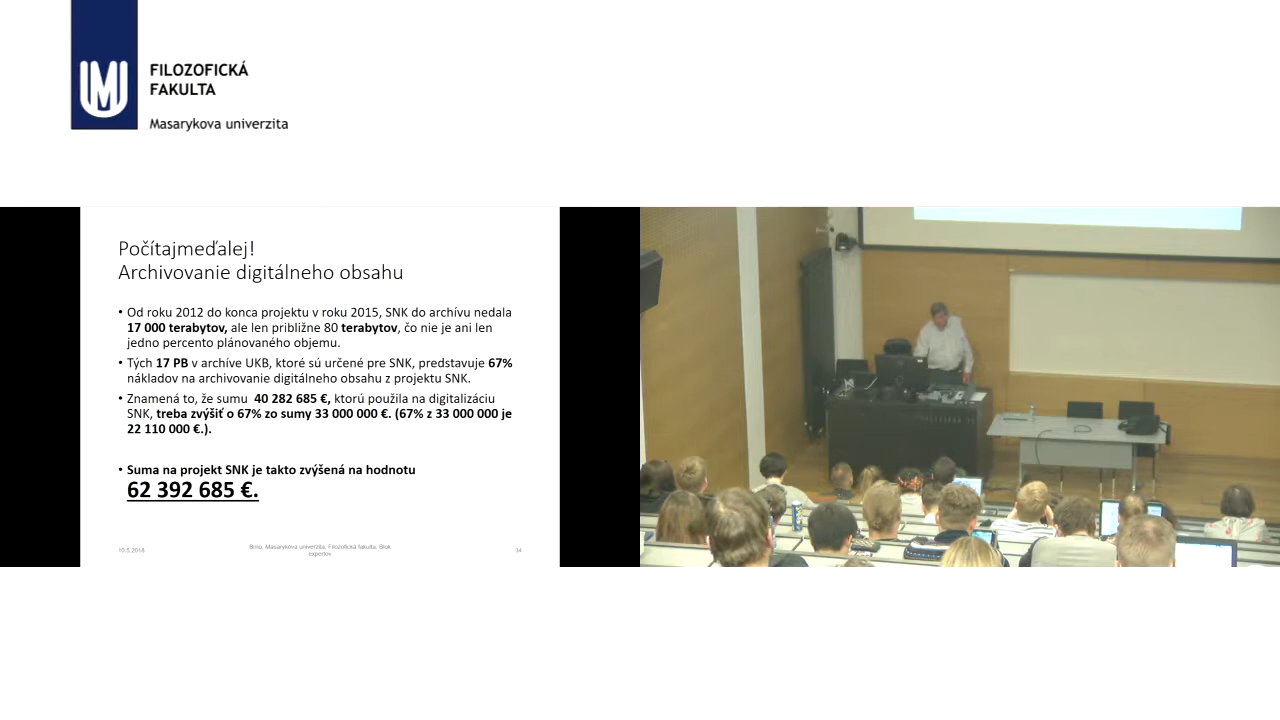 FILOZOFICKÁ
FAKULTA
Masarykova univerzita
Počítajmeďalej!
Archivovanie digitálneho obsahu
• Od roku 2012 do konca projektu v roku 2015, SNK do archívu nedala
17 000 terabytov, ale len približne 80 terabytov, čo nie je ani len
jedno percento plánovaného objemu.
• Tých 17 PB v archíve UKB, ktoré sú určené pre SNK, predstavuje 67%
nákladov na archivovanie digitálneho obsahu z projektu SNK.
• Znamená to, že sumu 40 282 685 €, ktorú použila na digitalizáciu
SNK, treba zvýšiť o 67% zo sumy 33 000 000 €. (67% z 33 000 000 je
22 110 000 €.).
• Suma na projekt SNK je takto zvýšená na hodnotu
62 392 685 €.
10.5.2018
Brno, Masarykova univerzita, Filozofická fakulta, Blok
expertov
34